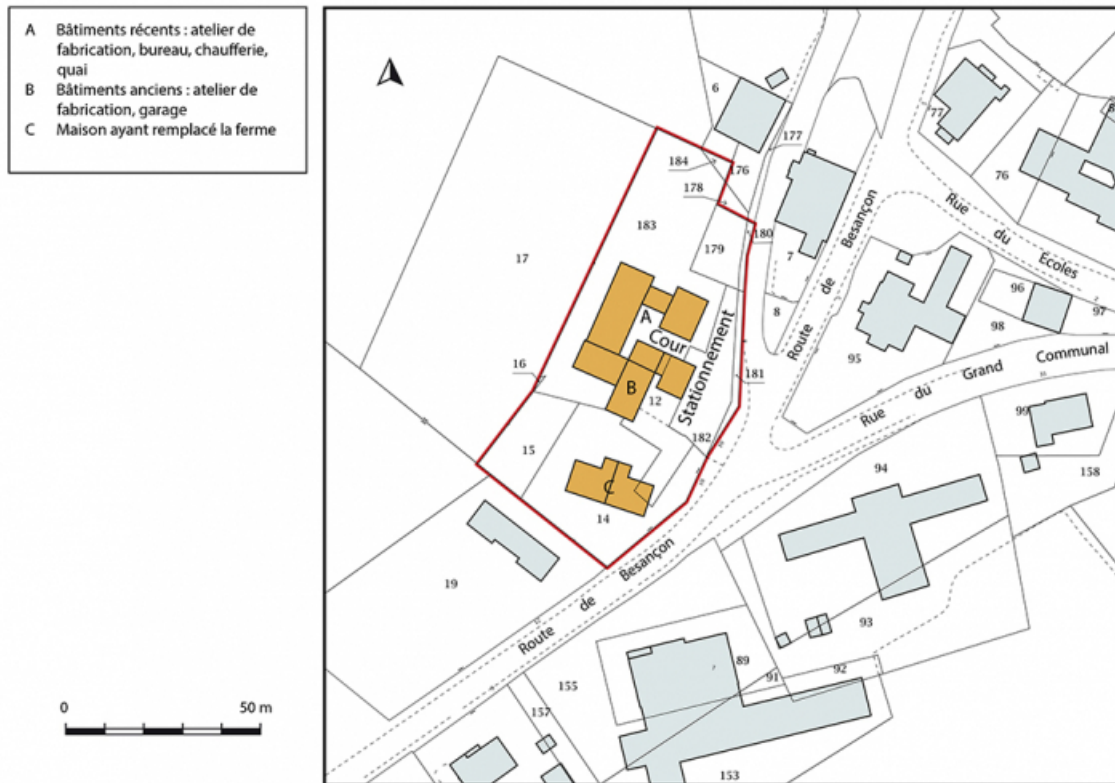 A Bâtiments récents : atelier de
fabrication, bureau, chaufferie,
quai
B Bâtiments anciens : atelier de
fabrication, garage
C Maison ayant remplacé la ferme
0 50 m
6
177
77
184
176
76
178
183
180
179
17
7
Route de Besançon
Rue du Ecoles
96
97
8
98
A
Cour
Stationnement
95
181
16
B
12
Rue du Grand Communal
99
182
15
94
158
C
14
19
Route de Besançon
93
89
92
91
155
157
153